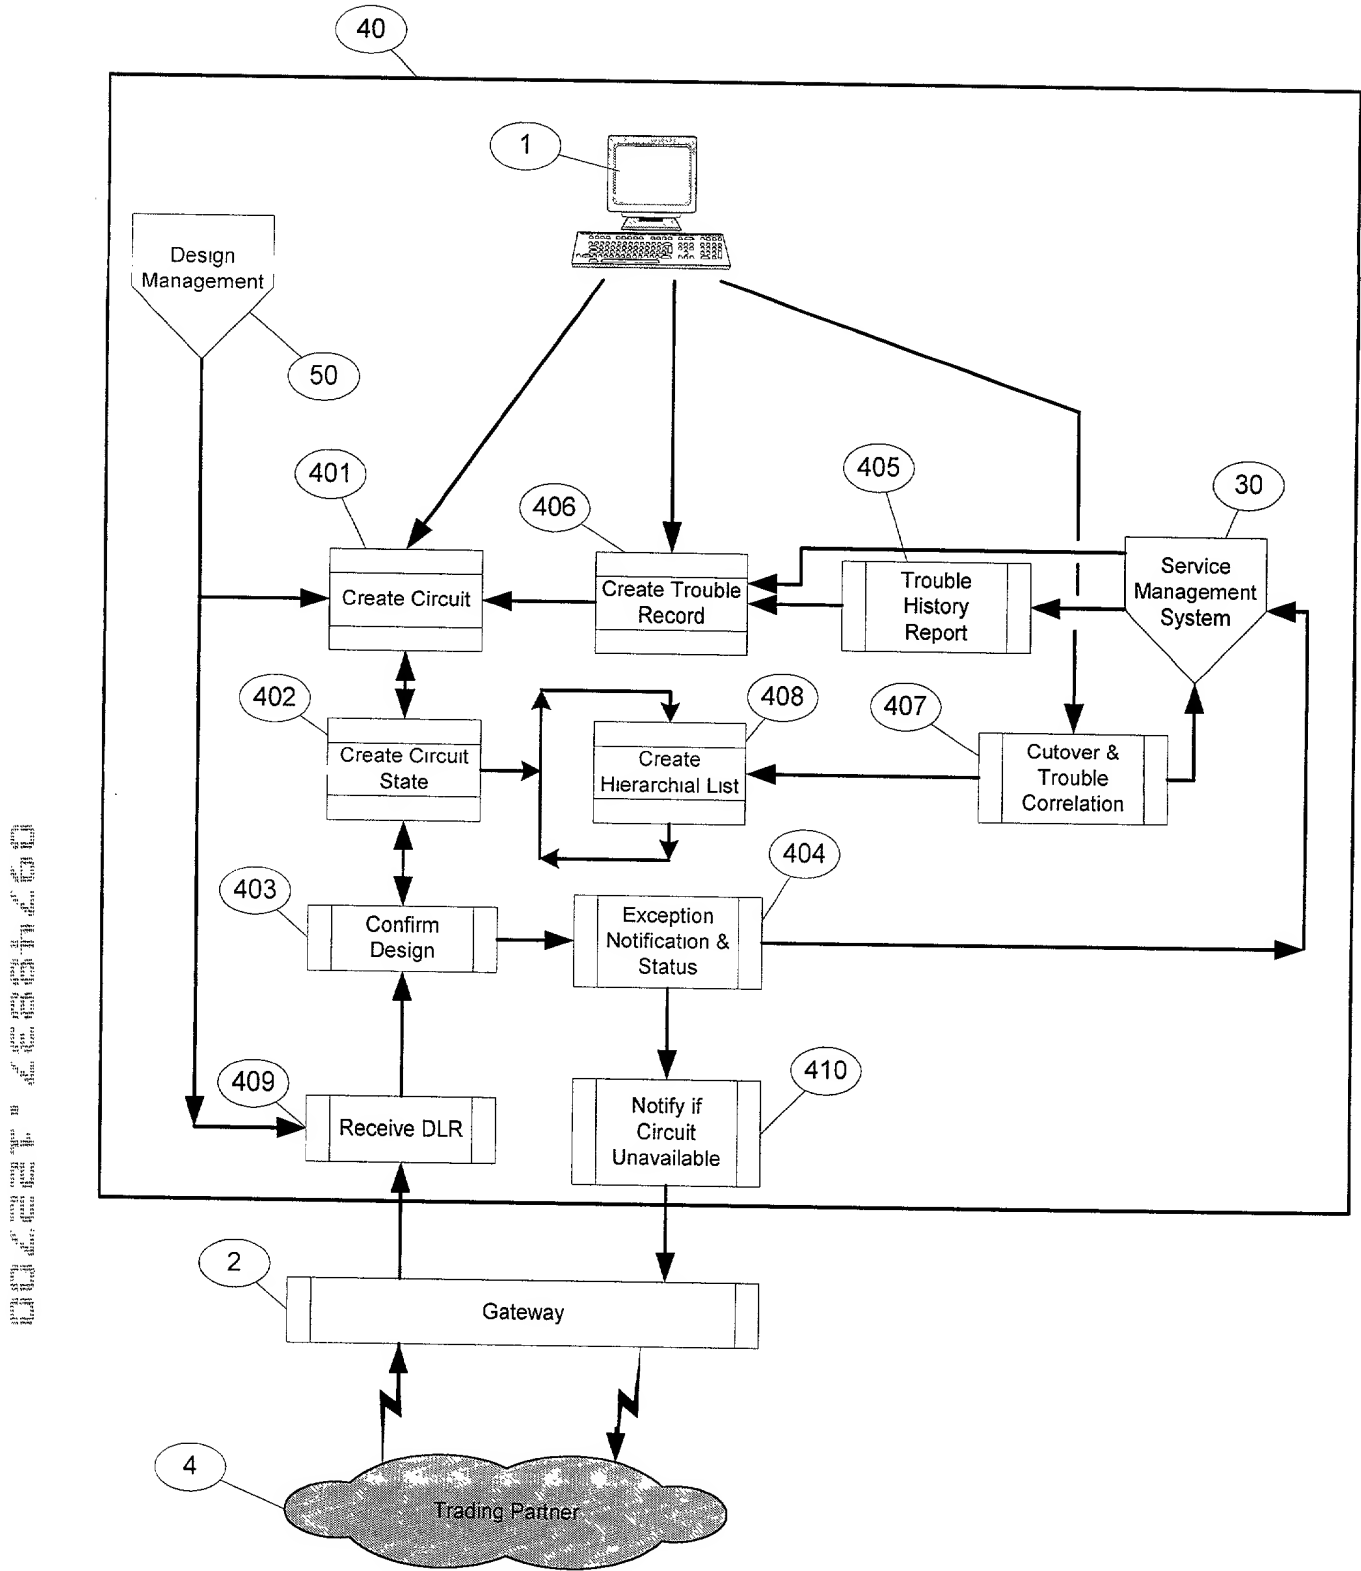 40
1
Design
Management
50
401
406
405
30
Create Circuit
Create Trouble
Record
Trouble
History
Report
Service
Management
System
402
408
407
Create Circuit
State
Create
Hierarchial List
Cutover &
Trouble
Correlation
403
404
Confirm
Design
Exception
Notification &
Status
409
410
Receive DLR
Notify if
Circuit
Unavailable
2
Gateway
4
Trading Partner